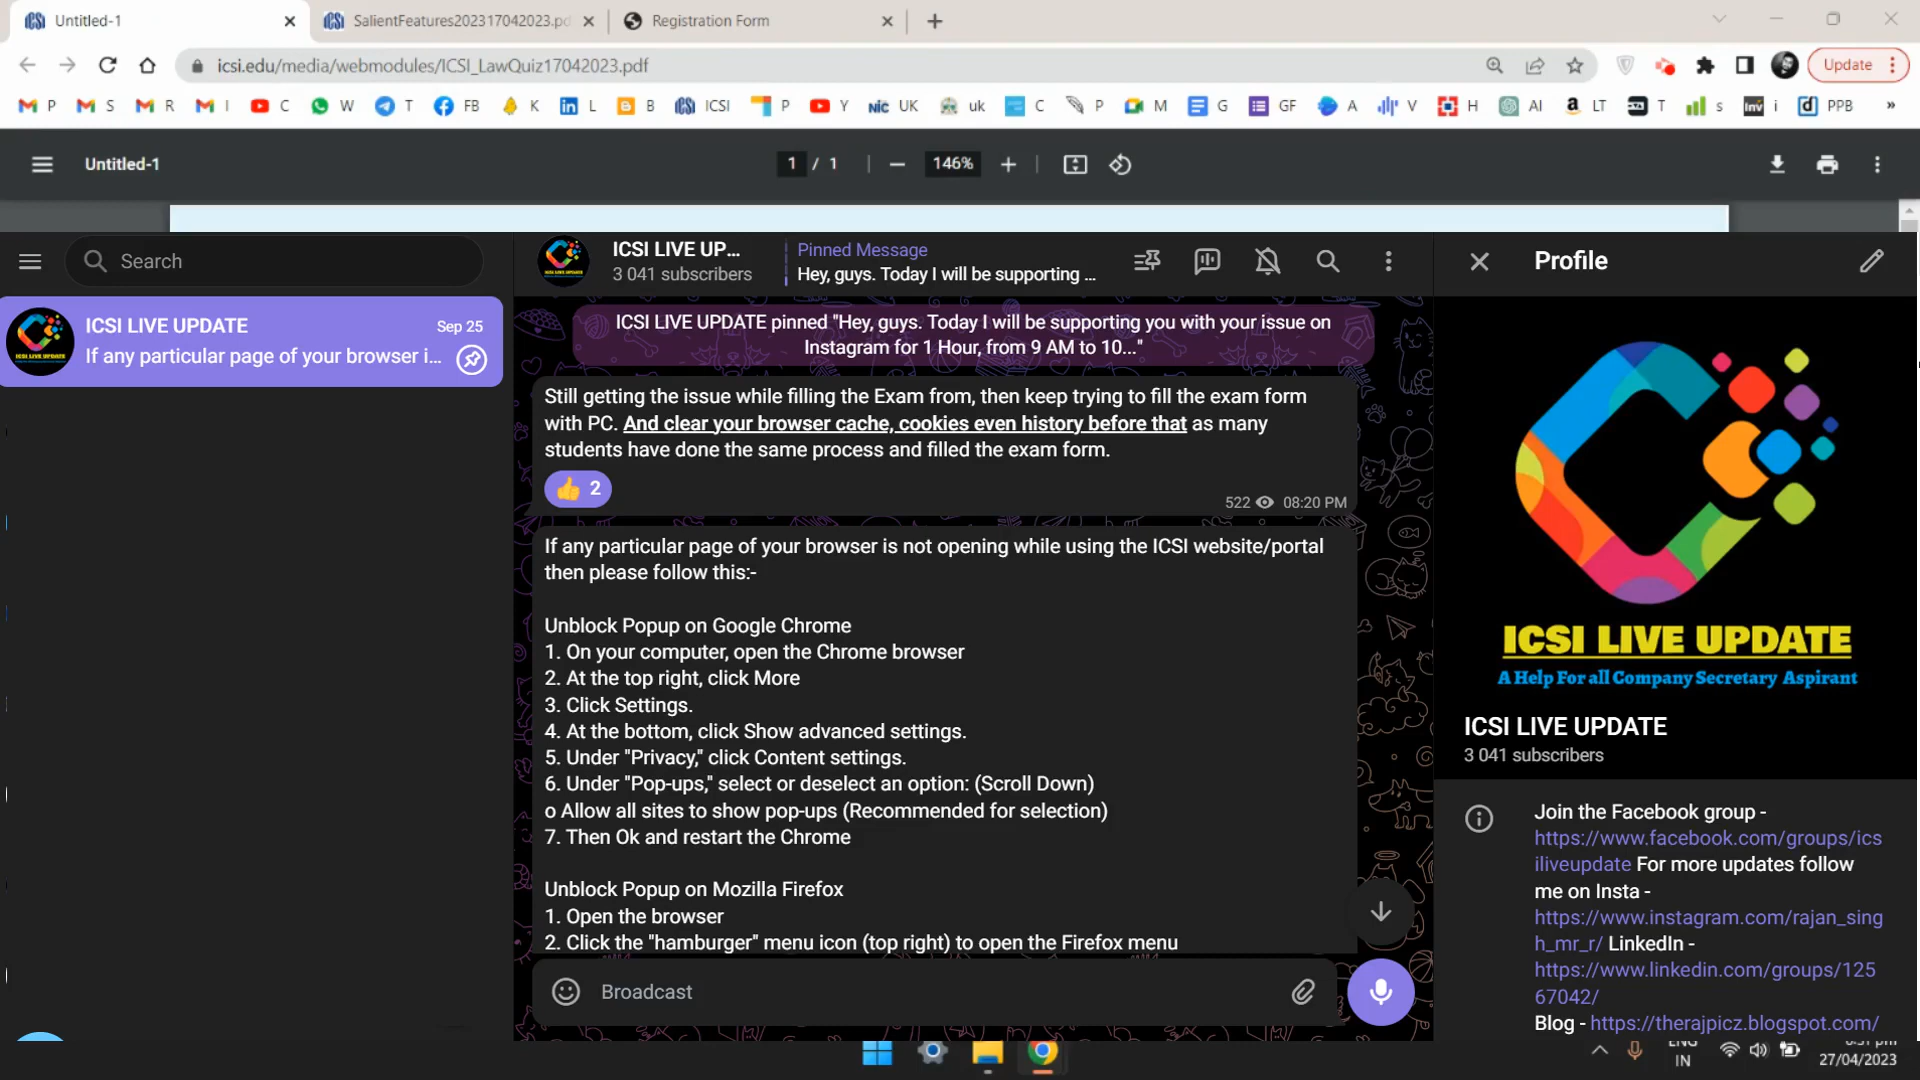 Untitled-1
SalientFeatures202317042023.pd
Registration Form
icsi.edu/media/webmodules/ICSI_LawQuiz17042023.pdf
Update
P
S
R
I
C
W
T
FB
K
L
B
ICSI
P
Y
NIC UK
uk
C
P
M
G
GF
A
V
H
AI
LT
T
s
Inv i
PPB
»
Untitled-1
1 / 1
146%
Search
ICSI LIVE UPDATE
Sep 25
If any particular page of your browser i...
ICSI LIVE UP...
3 041 subscribers
Pinned Message
Hey, guys. Today I will be supporting ...
ICSI LIVE UPDATE pinned "Hey, guys. Today I will be supporting you with your issue on
Instagram for 1 Hour, from 9 AM to 10..."
Still getting the issue while filling the Exam from, then keep trying to fill the exam form
with PC. And clear your browser cache, cookies even history before that as many
students have done the same process and filled the exam form.
2
522 08:20 PM
If any particular page of your browser is not opening while using the ICSI website/portal
then please follow this:-
Unblock Popup on Google Chrome
1. On your computer, open the Chrome browser
2. At the top right, click More
3. Click Settings.
4. At the bottom, click Show advanced settings.
5. Under "Privacy," click Content settings.
6. Under "Pop-ups," select or deselect an option: (Scroll Down)
o Allow all sites to show pop-ups (Recommended for selection)
7. Then Ok and restart the Chrome
Unblock Popup on Mozilla Firefox
1. Open the browser
2. Click the "hamburger" menu icon (top right) to open the Firefox menu
Broadcast
Profile
ICSI LIVE UPDATE
A Help For all Company Secretary Aspirant
ICSI LIVE UPDATE
3 041 subscribers
Join the Facebook group -
https://www.facebook.com/groups/ics
iliveupdate For more updates follow
me on Insta -
https://www.instagram.com/rajan_sing
h_mr_r/ LinkedIn -
https://www.linkedin.com/groups/125
67042/
Blog - https://therajpicz.blogspot.com/
ENG
IN
27/04/2023